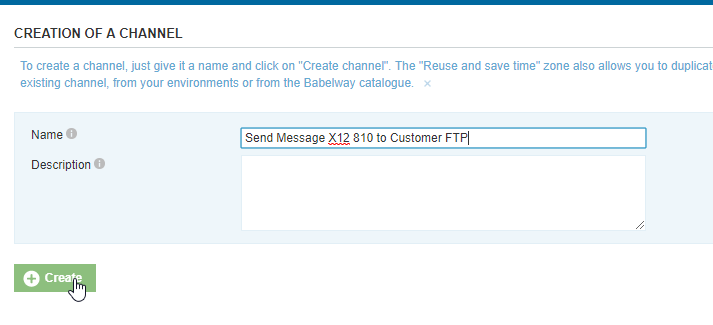 CREATION OF A CHANNEL
To create a channel, just give it a name and click on "Create channel". The "Reuse and save time" zone also allows you to duplicat
existing channel, from your environments or from the Babelway catalogue. ×
Name
Send Message X12 810 to Customer FTP
Description
Create